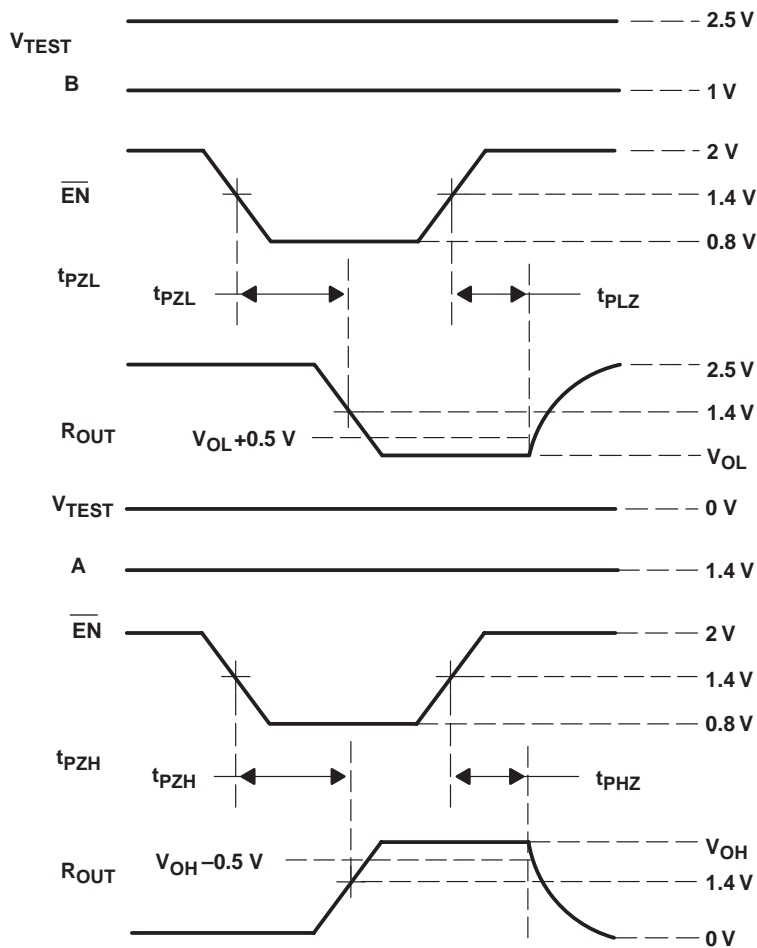 2.5 V
VTEST
B
1 V
2 V
EN
1.4 V
0.8 V
tPZL
tPZL
tPLZ
2.5 V
1.4 V
ROUT
VOL+0.5 V
VOL
VTEST
0 V
A
1.4 V
EN
2 V
1.4 V
0.8 V
tPZH
tPZH
tPHZ
VOH
VOH–0.5 V
ROUT
1.4 V
0 V